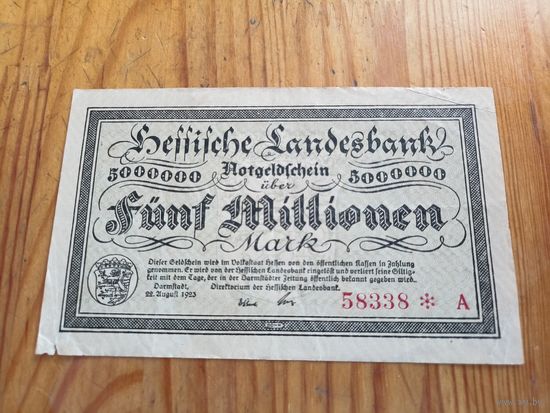 Hessische Landesbank
5000000 Notgeldschein 5000000
über
Fünf Millionen
Mark
Dieser Geldschein wird im Volksstaat Hessen von den öffentlichen Kassen in Zahlung
genommen. Er wird von der Hessischen Landesbank eingelöst und verliert seine Giltig-
keit mit dem Tage, der in der Darmstädter Zeitung öffentlich bekannt gegeben wird.
Darmstadt, Direktorium der Hessischen Landesbank.
22. August 1923
58338 * A